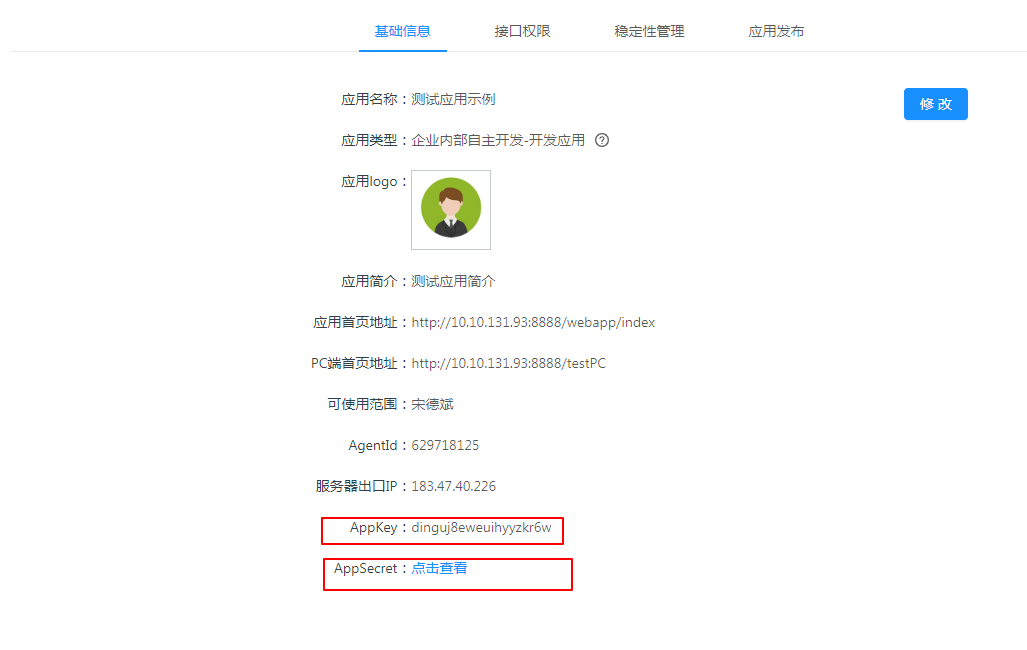 基础信息 接口权限 稳定性管理 应用发布
应用名称：测试应用示例
修 改
应用类型：企业内部自主开发-开发应用 ?
应用logo：
应用简介：测试应用简介
应用首页地址：http://10.10.131.93:8888/webapp/index
PC端首页地址：http://10.10.131.93:8888/testPC
可使用范围：宋德斌
AgentId：629718125
服务器出口IP：183.47.40.226
AppKey：dinguj8eweuihyyzkr6w
AppSecret：点击查看